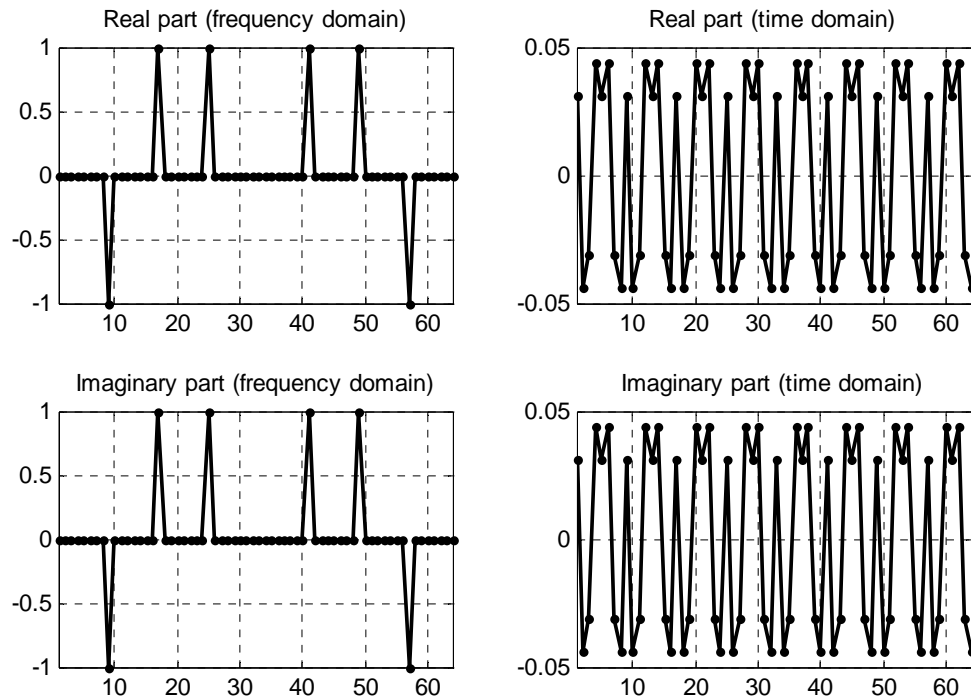 Real part (frequency domain)
1
0.5
0
-0.5
-1
10 20 30 40 50 60
Real part (time domain)
0.05
0
-0.05
10 20 30 40 50 60
Imaginary part (frequency domain)
1
0.5
0
-0.5
-1
10 20 30 40 50 60
Imaginary part (time domain)
0.05
0
-0.05
10 20 30 40 50 60